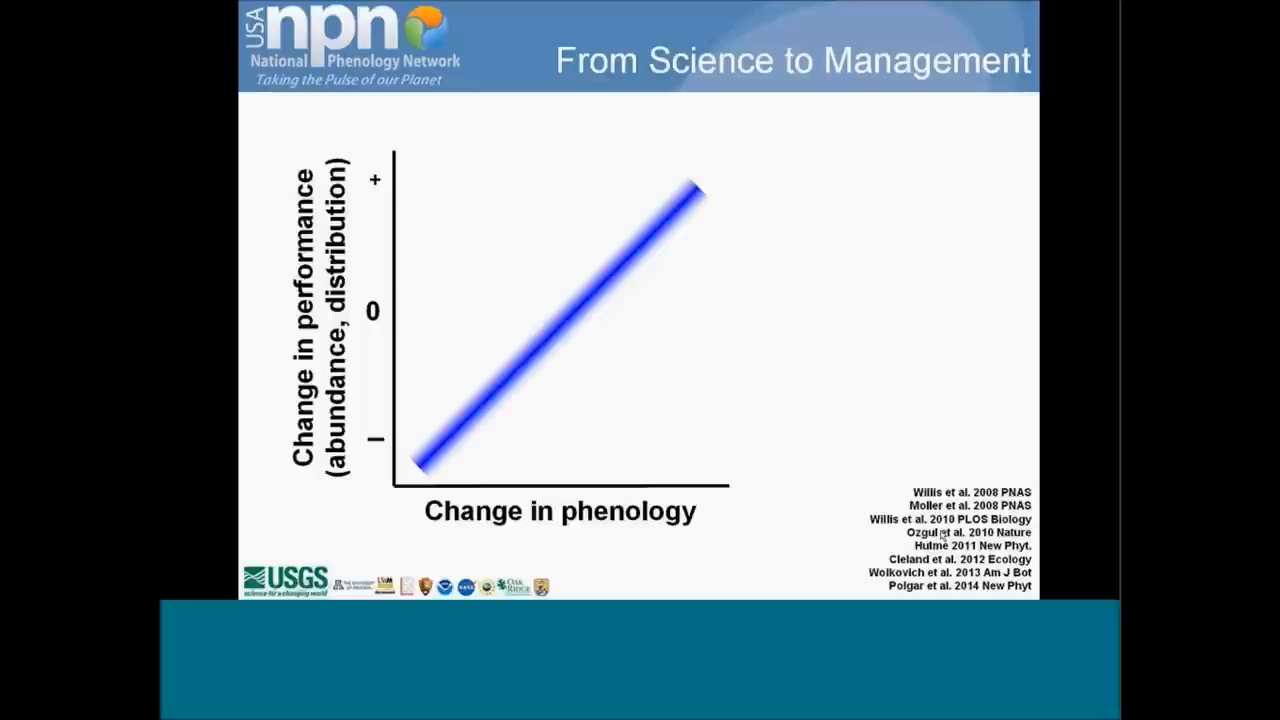 USA npn
National Phenology Network
Taking the Pulse of our Planet
From Science to Management
Change in performance
(abundance, distribution)
+
0
–
Change in phenology
Willis et al. 2008 PNAS
Moller et al. 2008 PNAS
Willis et al. 2010 PLOS Biology
Ozgul et al. 2010 Nature
Hulme 2011 New Phyt.
Cleland et al. 2012 Ecology
Wolkovich et al. 2013 Am J Bot
Polgar et al. 2014 New Phyt
USGS
science for a changing world
OAK
RIDGE